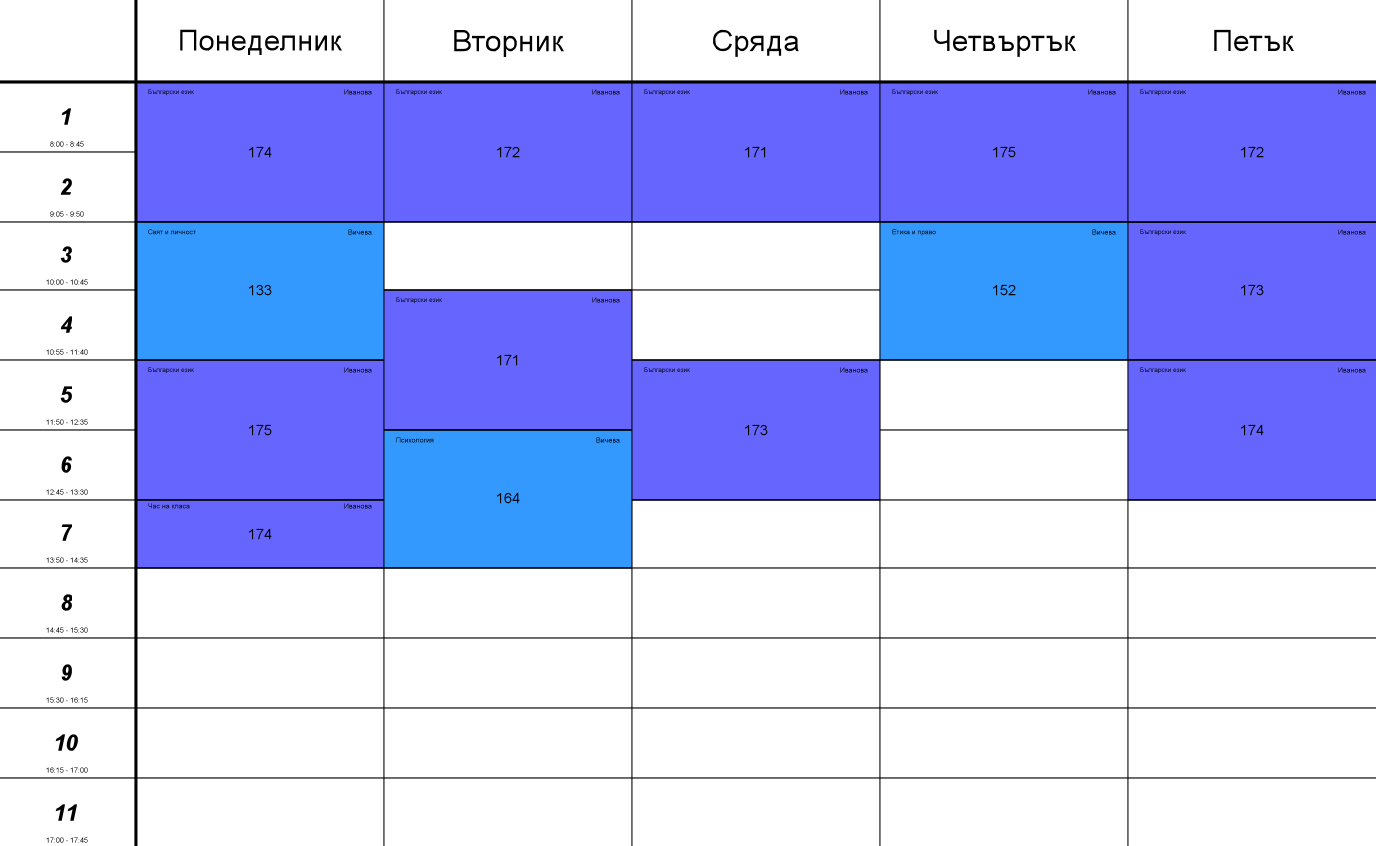 Понеделник Вторник Сряда Четвъртък Петък
Български език Иванова Български език Иванова Български език Иванова Български език Иванова Български език Иванова
1
8:00 - 8:45
174 172 171 175 172
2
9:05 - 9:50
Свят и личност Вичева Етика и право Вичева Български език Иванова
3
10:00 - 10:45
133 152 173
Български език Иванова
4
10:55 - 11:40
171
Български език Иванова Български език Иванова Български език Иванова
5
11:50 - 12:35
175 173 174
Психология Вичева
6
12:45 - 13:30
164
Час на класа Иванова
7
174
13:50 - 14:35
8
14:45 - 15:30
9
15:30 - 16:15
10
16:15 - 17:00
11
17:00 - 17:45